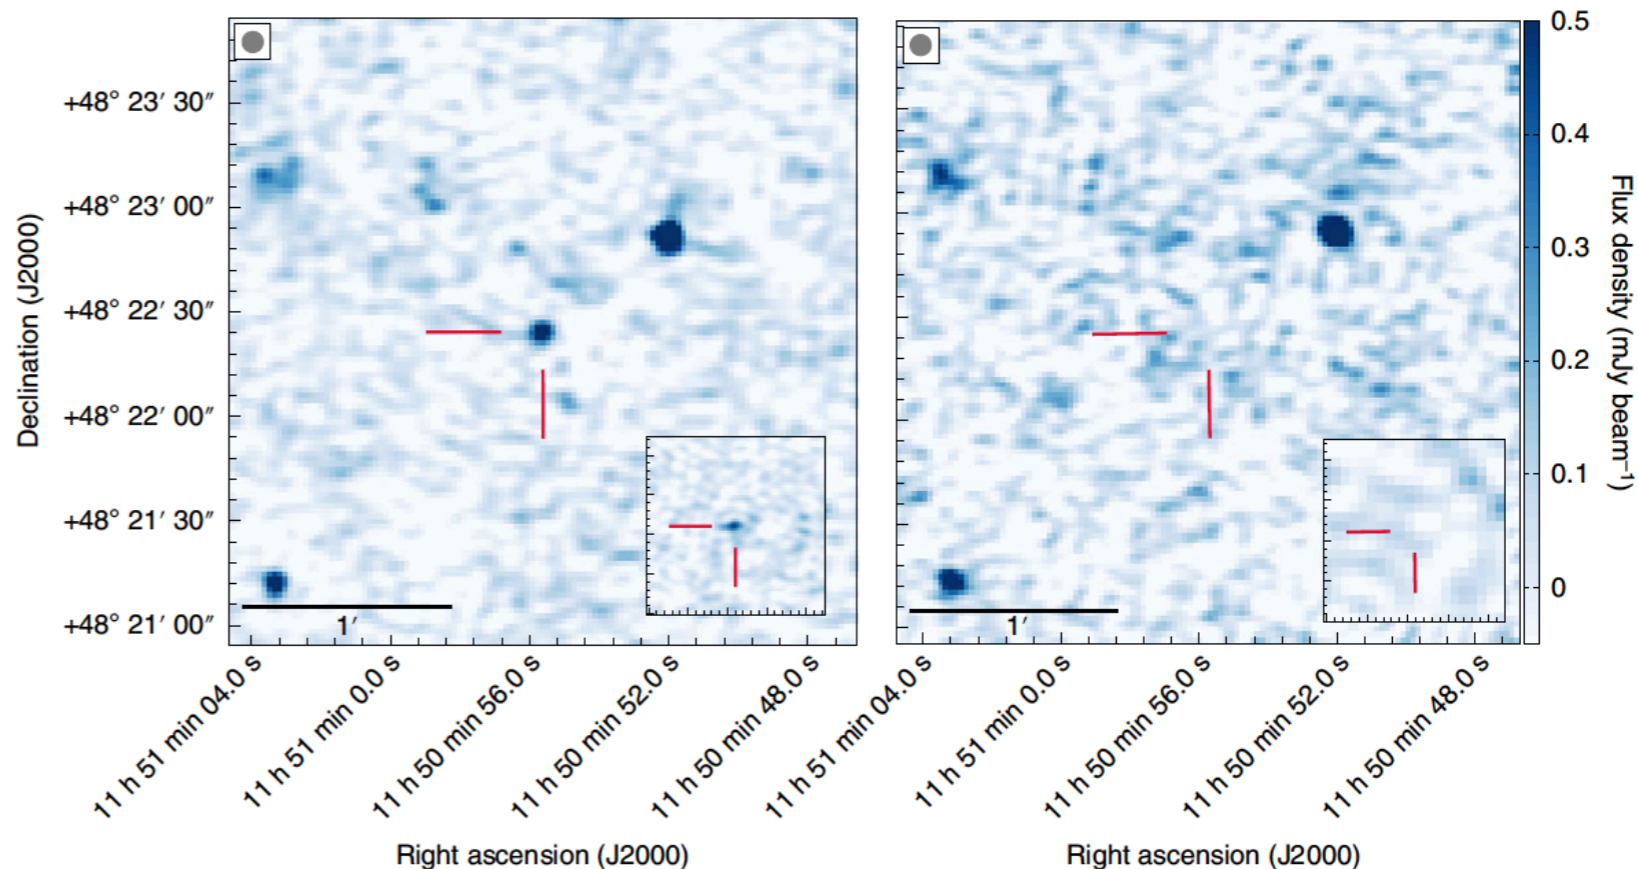 Declination (J2000)
+48° 23′ 30″
+48° 23′ 00″
+48° 22′ 30″
+48° 22′ 00″
+48° 21′ 30″
+48° 21′ 00″
1′
11 h 51 min 04.0 s
11 h 51 min 0.0 s
11 h 50 min 56.0 s
11 h 50 min 52.0 s
11 h 50 min 48.0 s
Right ascension (J2000)
1′
11 h 51 min 04.0 s
11 h 51 min 0.0 s
11 h 50 min 56.0 s
11 h 50 min 52.0 s
11 h 50 min 48.0 s
Right ascension (J2000)
0.5
0.4
0.3
0.2
0.1
0
Flux density (mJy beam⁻¹)